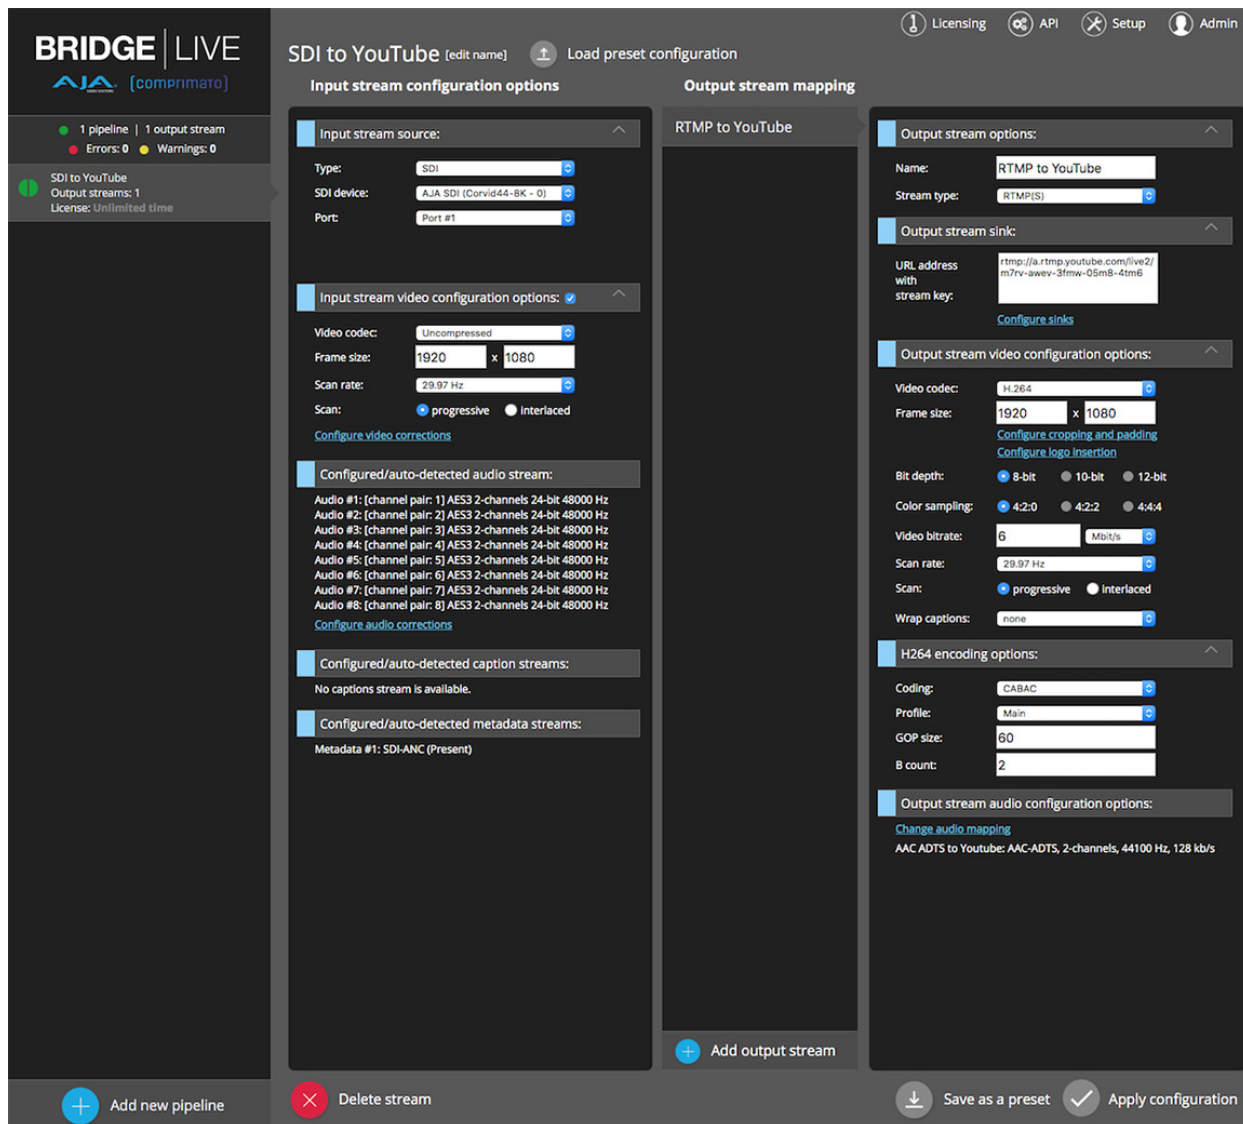 Licensing
API
Setup
Admin
BRIDGE | LIVE
AJA
VIDEO SYSTEMS
[comprimato]
SDI to YouTube [edit name]
Load preset configuration
Input stream configuration options
Output stream mapping
1 pipeline | 1 output stream
Errors: 0
Warnings: 0
SDI to YouTube
Output streams: 1
License: Unlimited time
Input stream source:
Type:
SDI
SDI device:
AJA SDI (Corvid44-8K - 0)
Port:
Port #1
Input stream video configuration options:
Video codec:
Uncompressed
Frame size:
1920 x 1080
Scan rate:
29.97 Hz
Scan:
progressive
interlaced
Configure video corrections
Configured/auto-detected audio stream:
Audio #1: [channel pair: 1] AES3 2-channels 24-bit 48000 Hz
Audio #2: [channel pair: 2] AES3 2-channels 24-bit 48000 Hz
Audio #3: [channel pair: 3] AES3 2-channels 24-bit 48000 Hz
Audio #4: [channel pair: 4] AES3 2-channels 24-bit 48000 Hz
Audio #5: [channel pair: 5] AES3 2-channels 24-bit 48000 Hz
Audio #6: [channel pair: 6] AES3 2-channels 24-bit 48000 Hz
Audio #7: [channel pair: 7] AES3 2-channels 24-bit 48000 Hz
Audio #8: [channel pair: 8] AES3 2-channels 24-bit 48000 Hz
Configure audio corrections
Configured/auto-detected caption streams:
No captions stream is available.
Configured/auto-detected metadata streams:
Metadata #1: SDI-ANC (Present)
RTMP to YouTube
Add output stream
Output stream options:
Name:
RTMP to YouTube
Stream type:
RTMP(S)
Output stream sink:
URL address
with
stream key:
rtmp://a.rtmp.youtube.com/live2/
m7rv-awev-3fmw-05m8-4tm6
Configure sinks
Output stream video configuration options:
Video codec:
H.264
Frame size:
1920 x 1080
Configure cropping and padding
Configure logo insertion
Bit depth:
8-bit
10-bit
12-bit
Color sampling:
4:2:0
4:2:2
4:4:4
Video bitrate:
6
Mbit/s
Scan rate:
29.97 Hz
Scan:
progressive
interlaced
Wrap captions:
none
H264 encoding options:
Coding:
CABAC
Profile:
Main
GOP size:
60
B count:
2
Output stream audio configuration options:
Change audio mapping
AAC ADTS to Youtube: AAC-ADTS, 2-channels, 44100 Hz, 128 kb/s
Add new pipeline
Delete stream
Save as a preset
Apply configuration